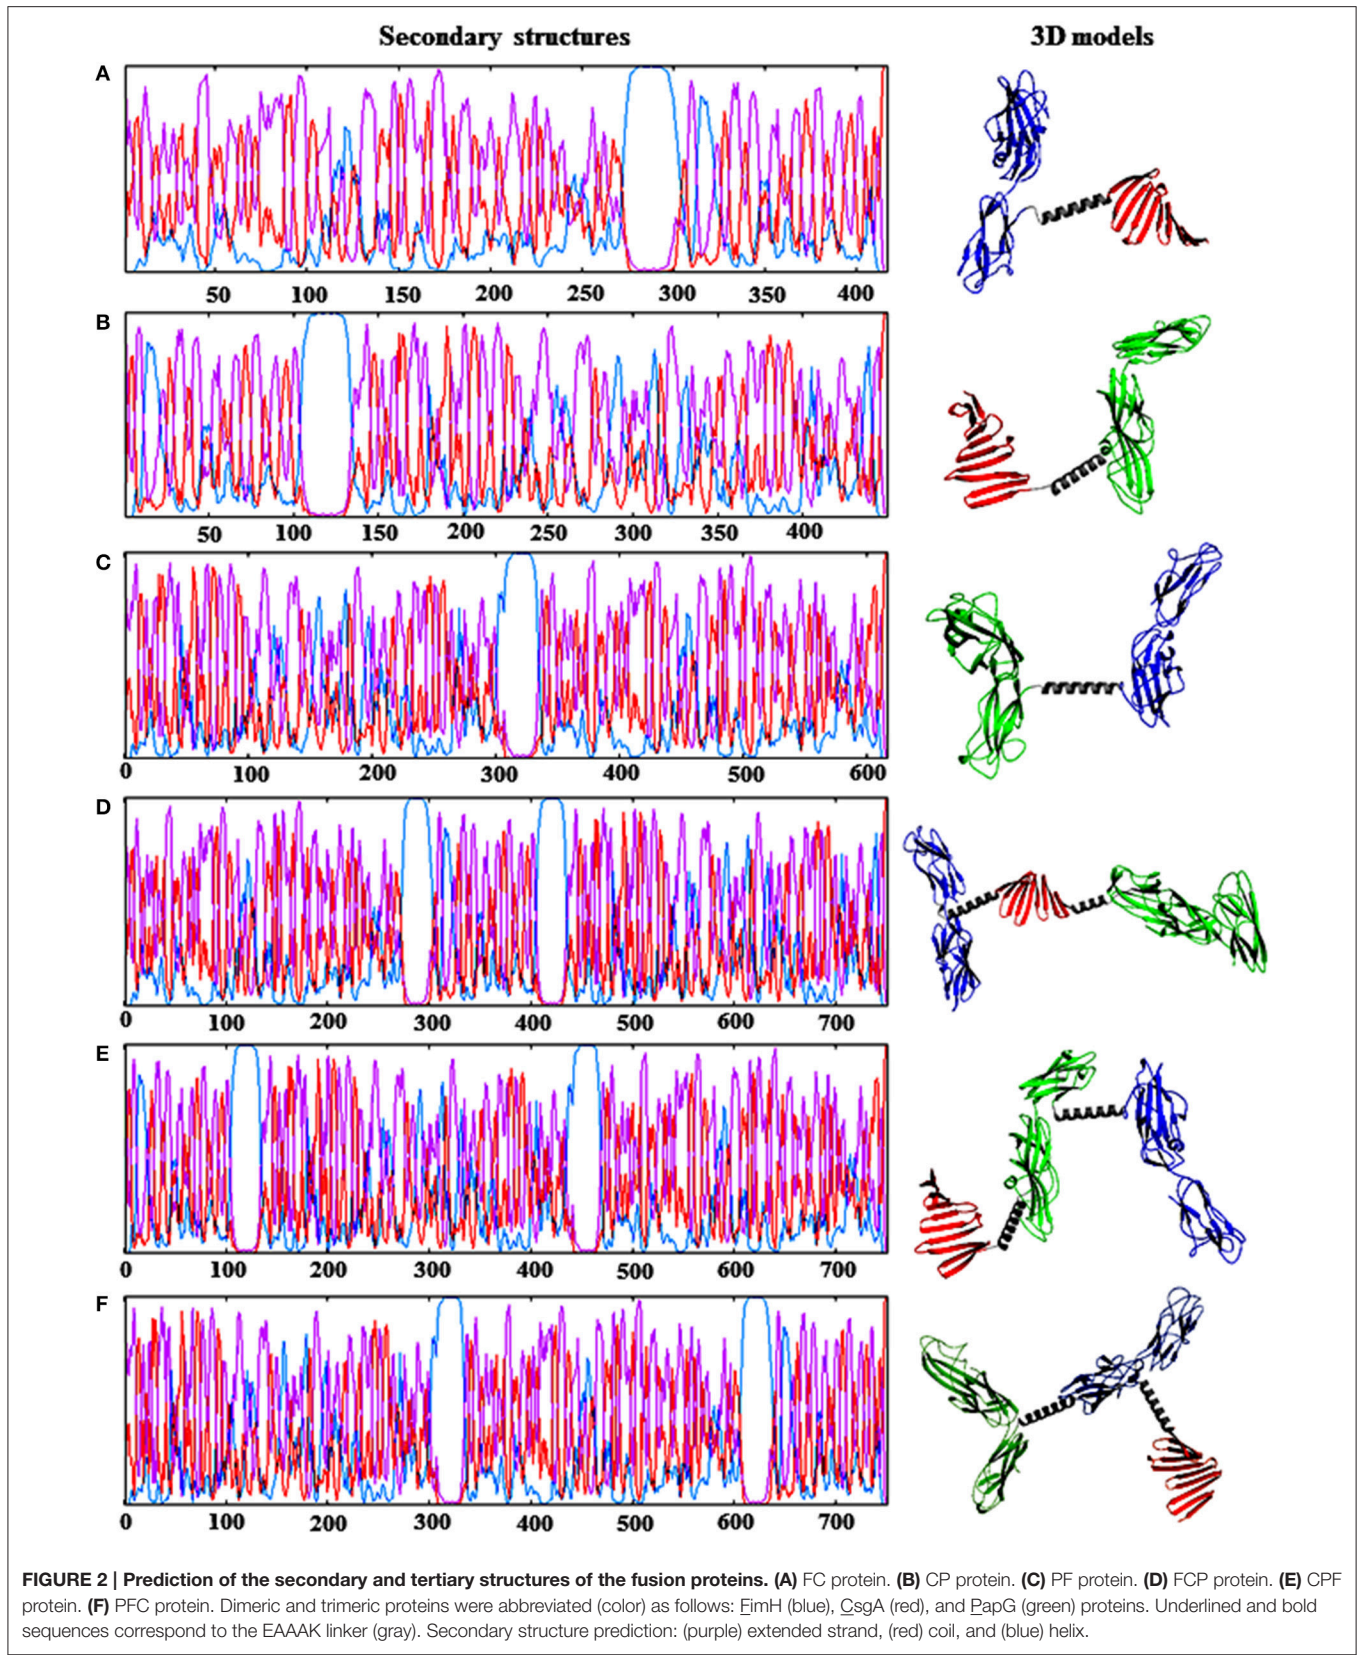 Secondary structures
3D models
A
50 100 150 200 250 300 350 400
B
50 100 150 200 250 300 350 400
C
0 100 200 300 400 500 600
D
0 100 200 300 400 500 600 700
E
0 100 200 300 400 500 600 700
F
0 100 200 300 400 500 600 700
FIGURE 2 | Prediction of the secondary and tertiary structures of the fusion proteins. (A) FC protein. (B) CP protein. (C) PF protein. (D) FCP protein. (E) CPF
protein. (F) PFC protein. Dimeric and trimeric proteins were abbreviated (color) as follows: FimH (blue), CsgA (red), and PapG (green) proteins. Underlined and bold
sequences correspond to the EAAAK linker (gray). Secondary structure prediction: (purple) extended strand, (red) coil, and (blue) helix.